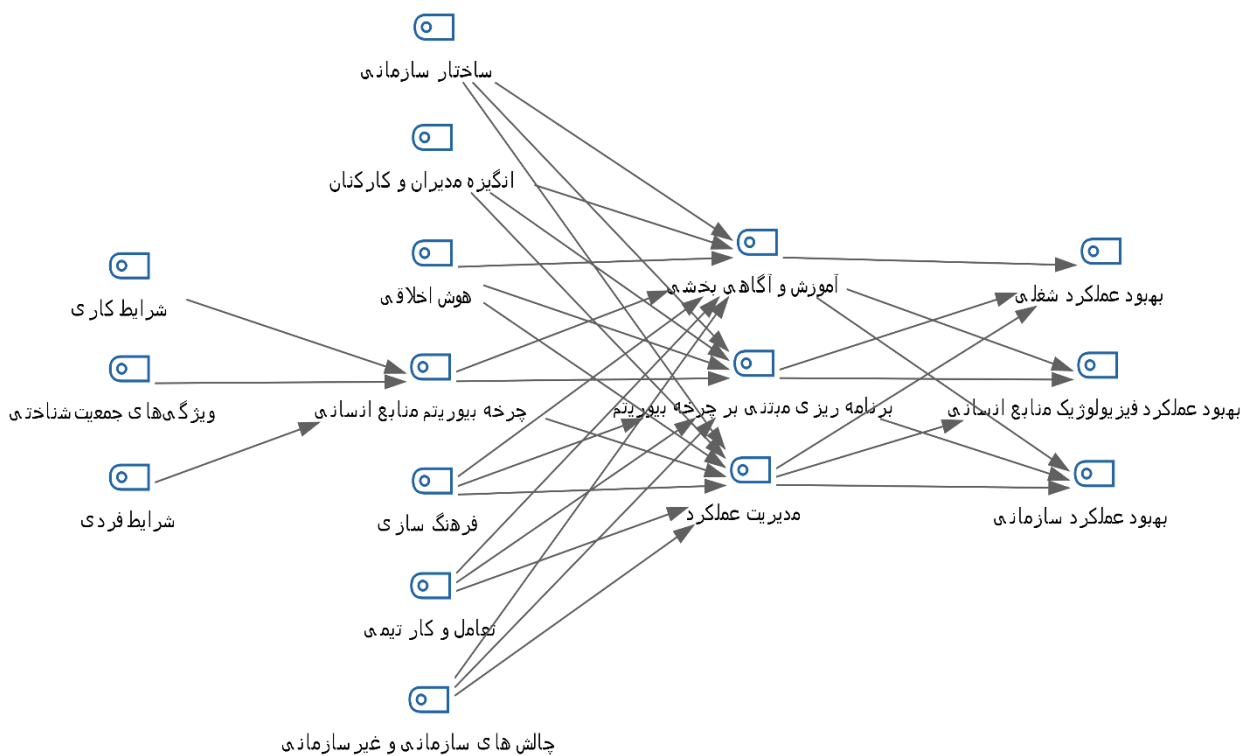 ساختار سازمانی
انگیزه مدیران و کارکنان
هوش اخلاقی
چرخه بیوریتم منابع انسانی
فرهنگ سازی
تعامل و کار تیمی
چالش های سازمانی و غیرسازمانی
شرایط کاری
ویژگی‌های جمعیت‌شناختی
شرایط فردی
آموزش و آگاهی بخشی
برنامه ریزی مبتنی بر چرخه بیوریتم
مدیریت عملکرد
بهبود عملکرد شغلی
بهبود عملکرد فیزیولوژیک منابع انسانی
بهبود عملکرد سازمانی